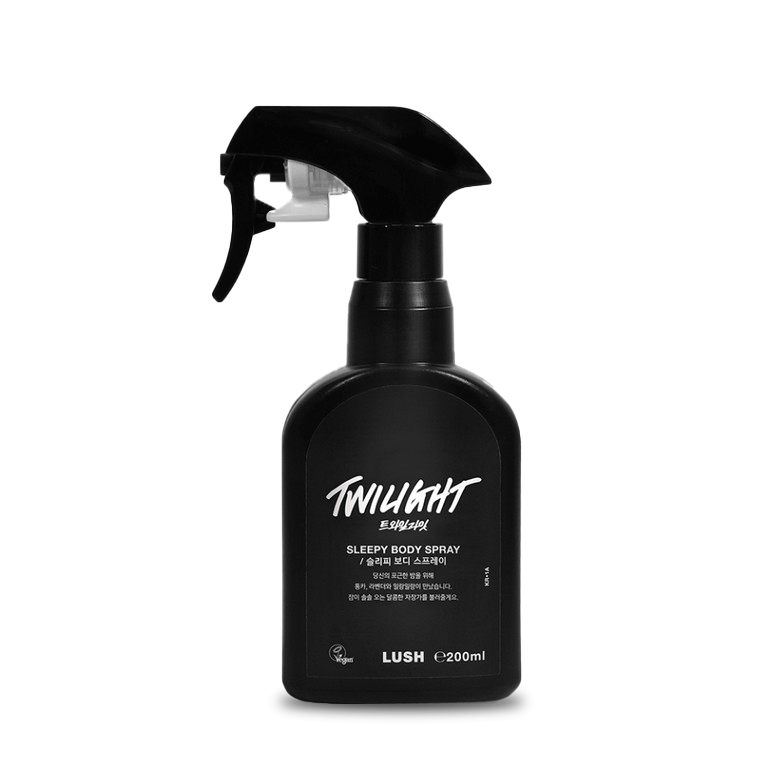 TWILIGHT
트와일라잇
SLEEPY BODY SPRAY
/ 슬리피 보디 스프레이
당신의 포근한 밤을 위해
통카, 라벤더와 일랑일랑이 만났습니다.
잠이 솔솔 오는 달콤한 자장가를 불러줄게요.
KR-1A
vegan
LUSH ℮200ml